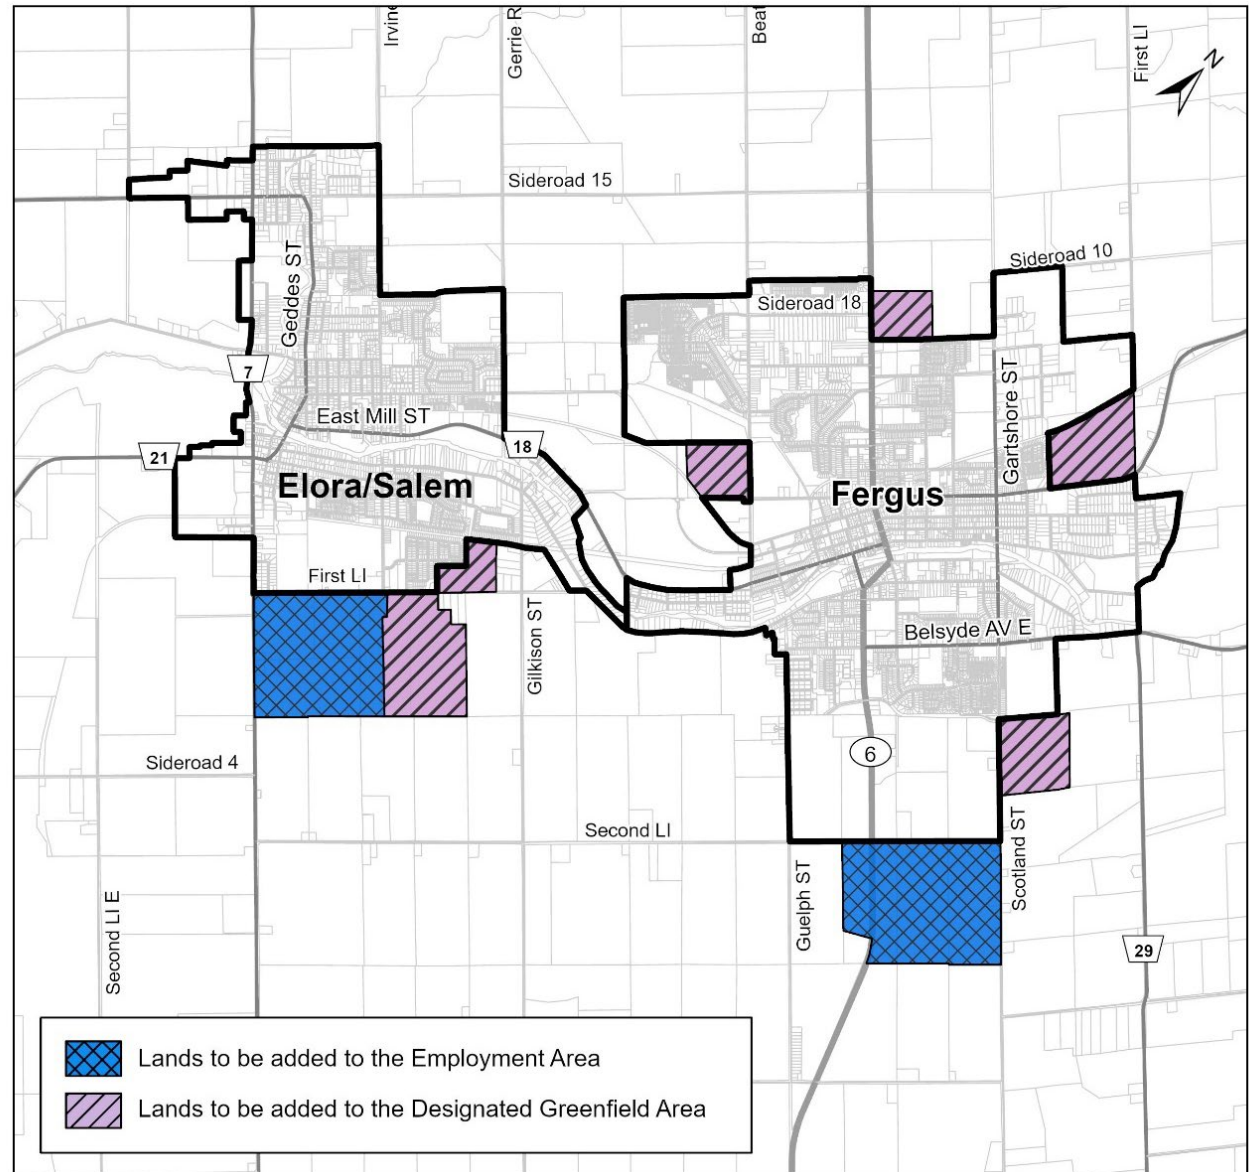 Irvine
Gerrie R
Beat
First LI
N
Sideroad 15
Sideroad 10
Geddes ST
Sideroad 18
7
Gartshore ST
East Mill ST
18
21
Elora/Salem
Fergus
First LI
Gilkison ST
Belsyde AV E
6
Sideroad 4
Second LI
Scotland ST
Guelph ST
Second LI E
29
Lands to be added to the Employment Area
Lands to be added to the Designated Greenfield Area